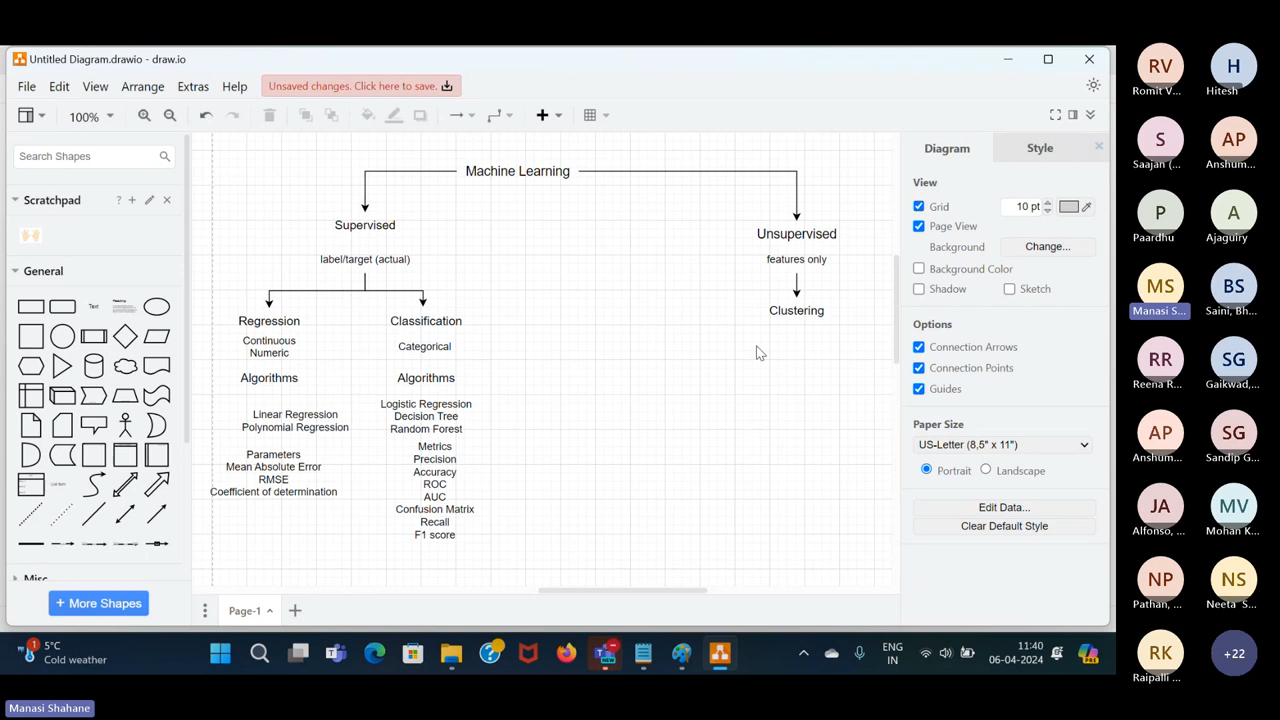 Untitled Diagram.drawio - draw.io
File Edit View Arrange Extras Help Unsaved changes. Click here to save.
100%
Search Shapes
Scratchpad
?
General
Text
Heading
List Item
Misc
+ More Shapes
Machine Learning
Supervised
label/target (actual)
Regression
Continuous
Numeric
Algorithms
Linear Regression
Polynomial Regression
Parameters
Mean Absolute Error
RMSE
Coefficient of determination
Classification
Categorical
Algorithms
Logistic Regression
Decision Tree
Random Forest
Metrics
Precision
Accuracy
ROC
AUC
Confusion Matrix
Recall
F1 score
Unsupervised
features only
Clustering
Page-1
Diagram Style
View
Grid 10 pt
Page View
Background Change...
Background Color
Shadow Sketch
Options
Connection Arrows
Connection Points
Guides
Paper Size
US-Letter (8,5" x 11")
Portrait Landscape
Edit Data...
Clear Default Style
RV H
Romit V... Hitesh
S AP
Saajan (... Anshum...
P A
Paardhu Ajaguiry
MS BS
Manasi S... Saini, Bh...
RR SG
Reena R... Gaikwad,...
AP SG
Anshum... Sandip G...
JA MV
Alfonso, ... Mohan K...
NP NS
Pathan, ... Neeta S...
RK +22
Raipalli ...
1
5°C
Cold weather
NEW
ENG
IN
11:40
06-04-2024
PRE
Manasi Shahane